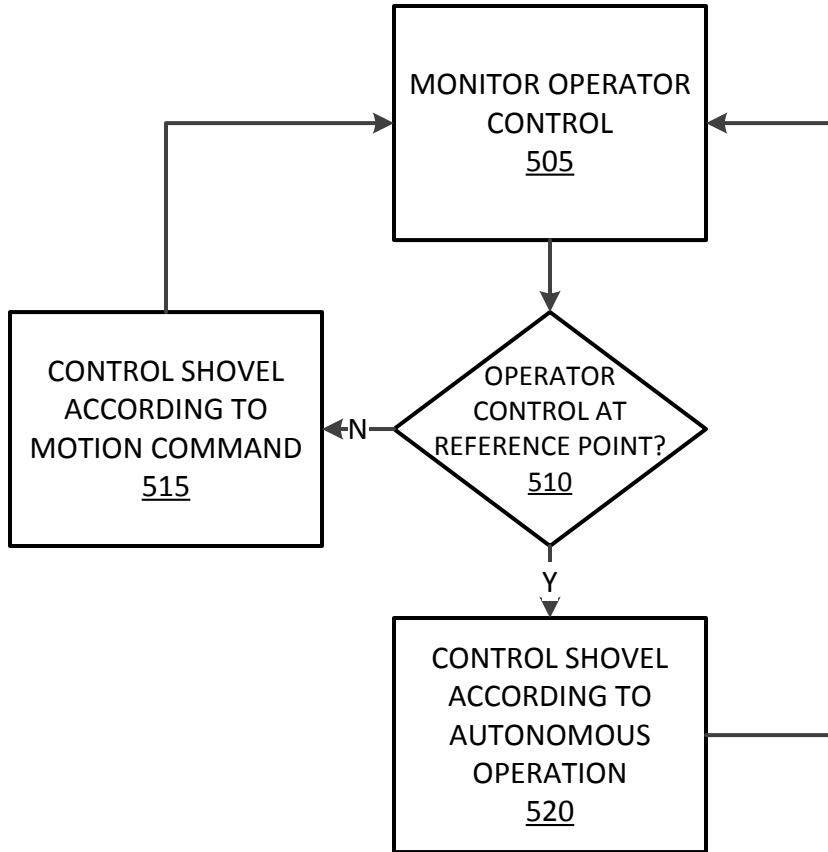 MONITOR OPERATOR
CONTROL
505
OPERATOR
CONTROL AT
REFERENCE POINT?
510
N
CONTROL SHOVEL
ACCORDING TO
MOTION COMMAND
515
Y
CONTROL SHOVEL
ACCORDING TO
AUTONOMOUS
OPERATION
520